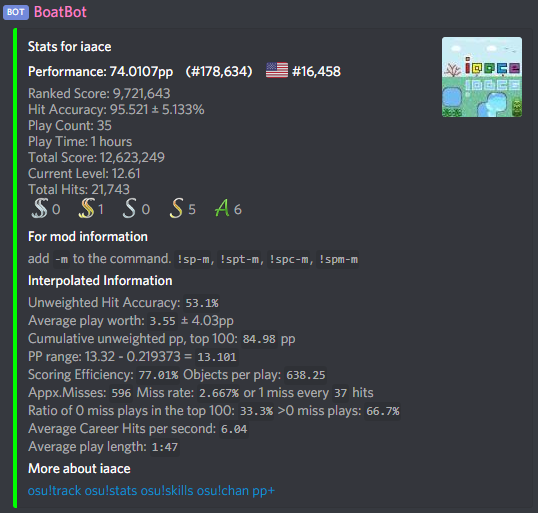 BOT BoatBot
Stats for iaace
Performance: 74.0107pp (#178,634) #16,458
Ranked Score: 9,721,643
Hit Accuracy: 95.521 ± 5.133%
Play Count: 35
Play Time: 1 hours
Total Score: 12,623,249
Current Level: 12.61
Total Hits: 21,743
SS 0 SS 1 S 0 S 5 A 6
For mod information
add -m to the command. !sp-m, !spt-m, !spc-m, !spm-m
Interpolated Information
Unweighted Hit Accuracy: 53.1%
Average play worth: 3.55 ± 4.03pp
Cumulative unweighted pp, top 100: 84.98 pp
PP range: 13.32 - 0.219373 = 13.101
Scoring Efficiency: 77.01% Objects per play: 638.25
Appx.Misses: 596 Miss rate: 2.667% or 1 miss every 37 hits
Ratio of 0 miss plays in the top 100: 33.3% >0 miss plays: 66.7%
Average Career Hits per second: 6.04
Average play length: 1:47
More about iaace
osu!track osu!stats osu!skills osu!chan pp+
iaace